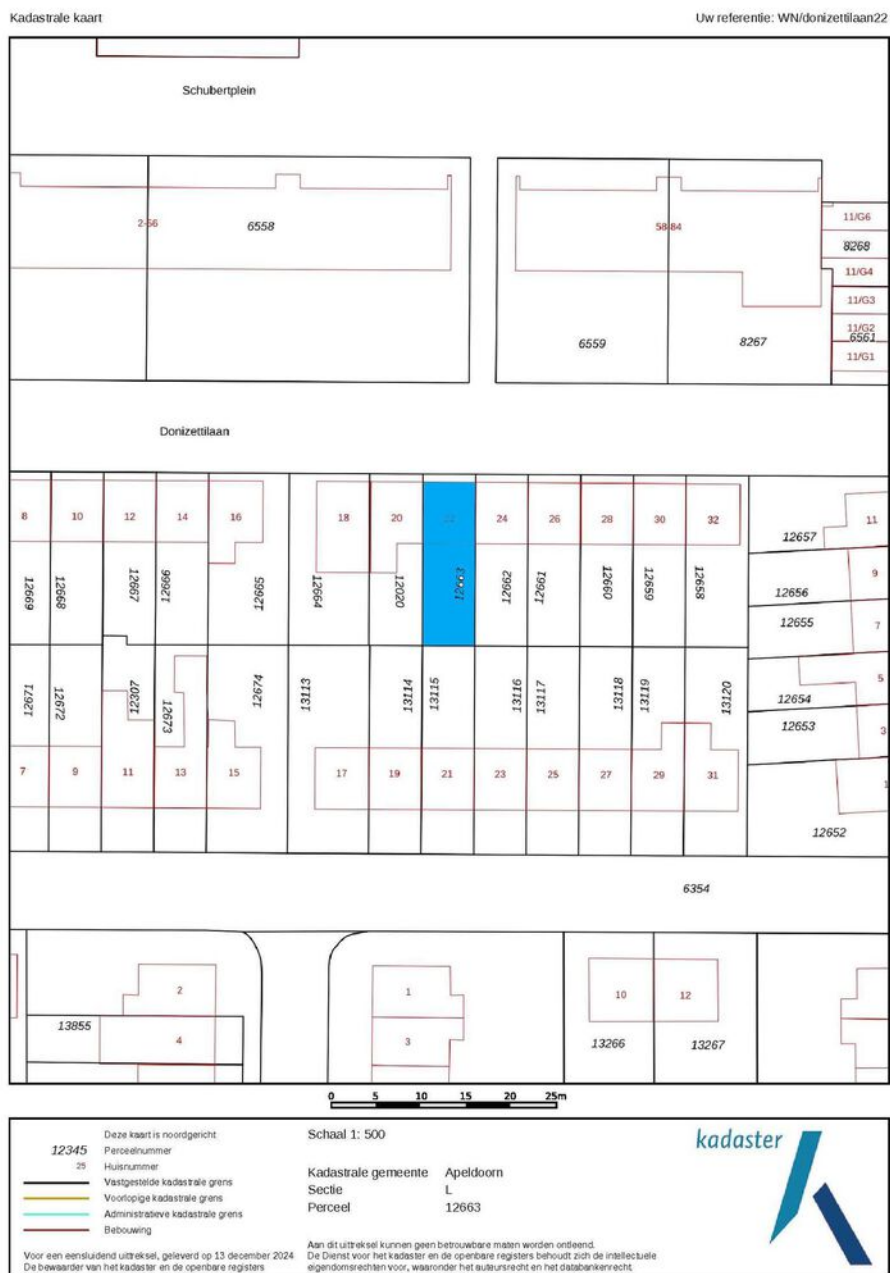 Kadastrale kaart Uw referentie: WN/donizettilaan22
Schubertplein
2-56 6558 58-84 11/G6
8268
11/G4
11/G3
11/G2
6561
6559 8267
11/G1
Donizettilaan
8 10 12 14 16 18 20 22 24 26 28 30 32 11
12657
9
12669 12668 12667 12666 12665 12664 12020 12663 12662 12661 12660 12659 12658 12656
12655 7
5
12671 12672 12307 12673 12674 13113 13114 13115 13116 13117 13118 13119 13120 12654
12653 3
7 9 11 13 15 17 19 21 23 25 27 29 31 1
12652
6354
2 1 10 12
13855 4 3 13266 13267
0 5 10 15 20 25m
Deze kaart is noordgericht
12345 Perceelnummer
25 Huisnummer
Vastgestelde kadastrale grens
Voorlopige kadastrale grens
Administratieve kadastrale grens
Bebouwing
Voor een eensluidend uittreksel, geleverd op 13 december 2024
De bewaarder van het kadaster en de openbare registers
Schaal 1: 500
Kadastrale gemeente Apeldoorn
Sectie L
Perceel 12663
Aan dit uittreksel kunnen geen betrouwbare maten worden ontleend.
De Dienst voor het kadaster en de openbare registers behoudt zich de intellectuele
eigendomsrechten voor, waaronder het auteursrecht en het databankenrecht.
kadaster